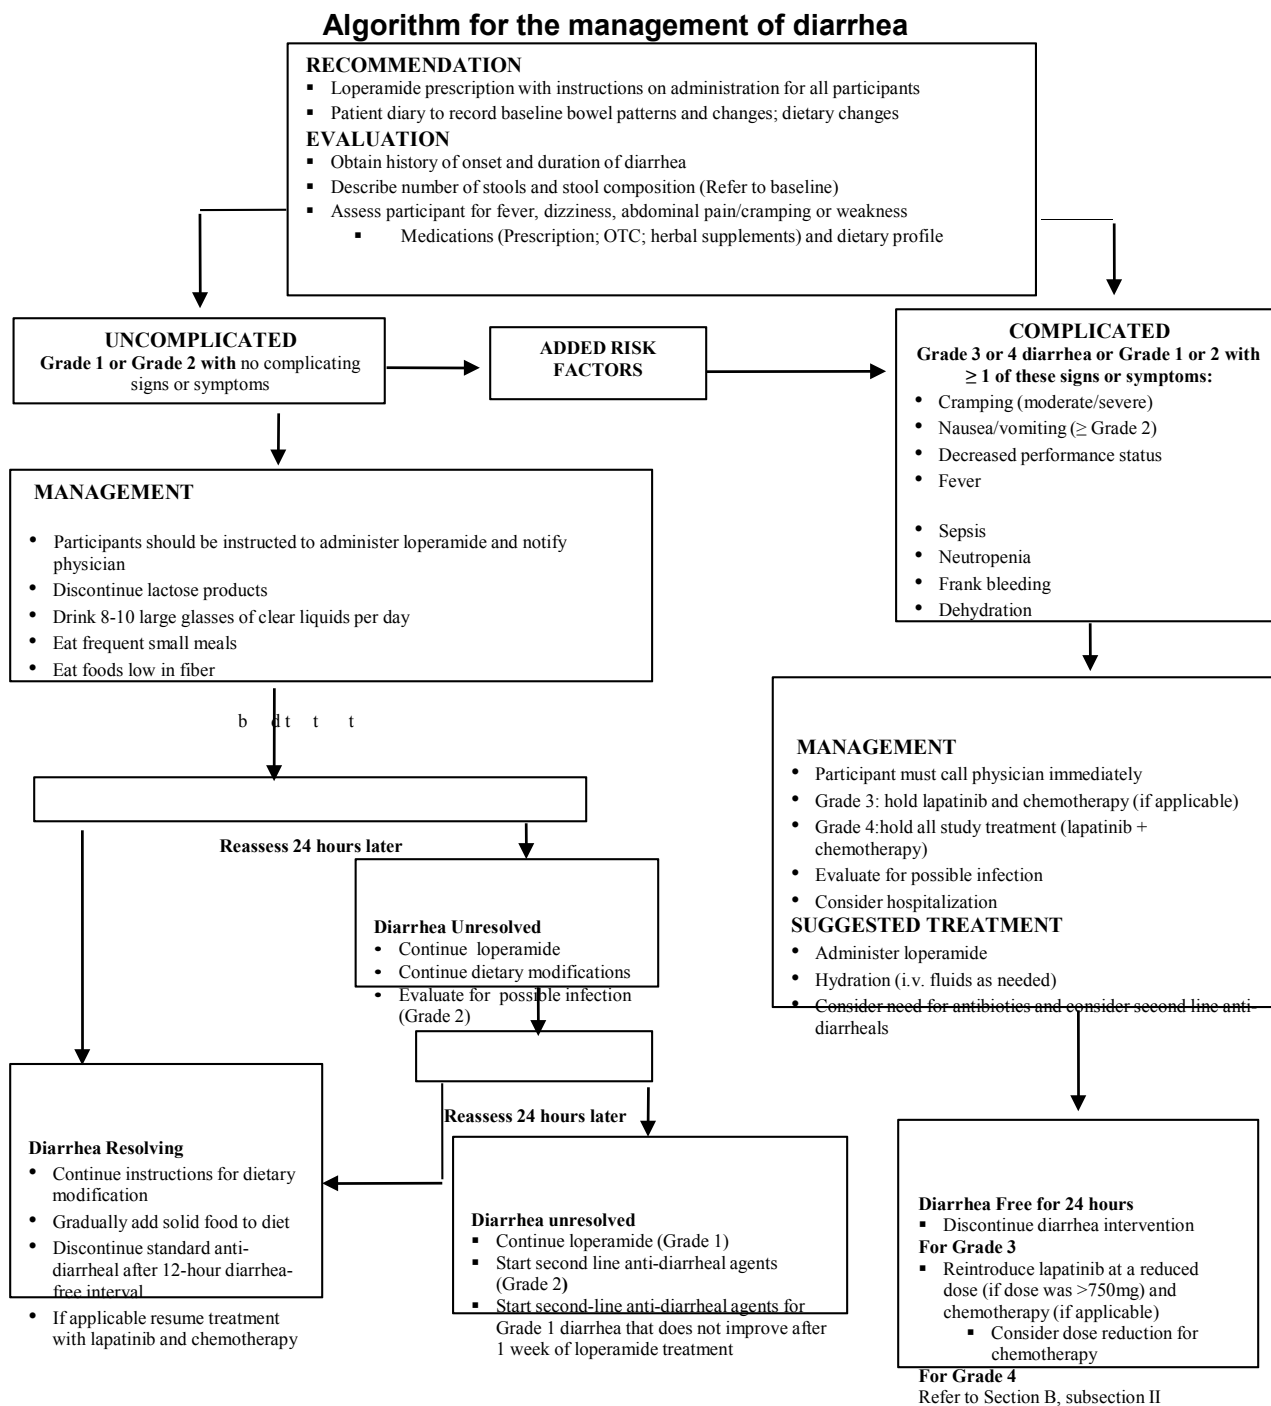 Algorithm for the management of diarrhea
RECOMMENDATION
▪ Loperamide prescription with instructions on administration for all participants
▪ Patient diary to record baseline bowel patterns and changes; dietary changes
EVALUATION
▪ Obtain history of onset and duration of diarrhea
▪ Describe number of stools and stool composition (Refer to baseline)
▪ Assess participant for fever, dizziness, abdominal pain/cramping or weakness
▪ Medications (Prescription; OTC; herbal supplements) and dietary profile
UNCOMPLICATED
Grade 1 or Grade 2 with no complicating
signs or symptoms
ADDED RISK
FACTORS
COMPLICATED
Grade 3 or 4 diarrhea or Grade 1 or 2 with
≥ 1 of these signs or symptoms:
• Cramping (moderate/severe)
• Nausea/vomiting (≥ Grade 2)
• Decreased performance status
• Fever
• Sepsis
• Neutropenia
• Frank bleeding
• Dehydration
MANAGEMENT
• Participants should be instructed to administer loperamide and notify
physician
• Discontinue lactose products
• Drink 8-10 large glasses of clear liquids per day
• Eat frequent small meals
• Eat foods low in fiber
b d t t t
Reassess 24 hours later
Diarrhea Unresolved
• Continue loperamide
• Continue dietary modifications
• Evaluate for possible infection
(Grade 2)
MANAGEMENT
• Participant must call physician immediately
• Grade 3: hold lapatinib and chemotherapy (if applicable)
• Grade 4:hold all study treatment (lapatinib +
chemotherapy)
• Evaluate for possible infection
• Consider hospitalization
SUGGESTED TREATMENT
• Administer loperamide
• Hydration (i.v. fluids as needed)
• Consider need for antibiotics and consider second line anti-
diarrheals
Reassess 24 hours later
Diarrhea Resolving
• Continue instructions for dietary
modification
• Gradually add solid food to diet
• Discontinue standard anti-
diarrheal after 12-hour diarrhea-
free interval
• If applicable resume treatment
with lapatinib and chemotherapy
Diarrhea unresolved
▪ Continue loperamide (Grade 1)
▪ Start second line anti-diarrheal agents
(Grade 2)
▪ Start second-line anti-diarrheal agents for
Grade 1 diarrhea that does not improve after
1 week of loperamide treatment
Diarrhea Free for 24 hours
▪ Discontinue diarrhea intervention
For Grade 3
▪ Reintroduce lapatinib at a reduced
dose (if dose was >750mg) and
chemotherapy (if applicable)
▪ Consider dose reduction for
chemotherapy
For Grade 4
Refer to Section B, subsection II